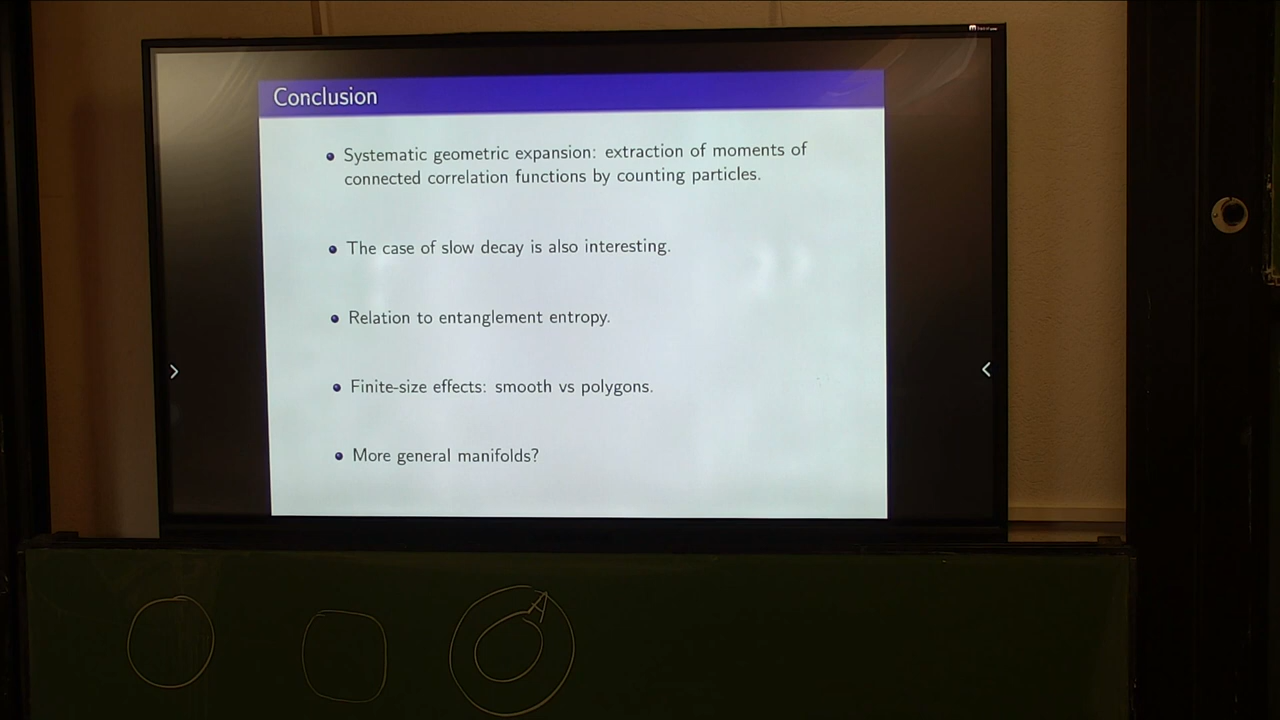 Conclusion
Systematic geometric expansion: extraction of moments of
connected correlation functions by counting particles.
The case of slow decay is also interesting.
Relation to entanglement entropy.
Finite-size effects: smooth vs polygons.
More general manifolds?
A